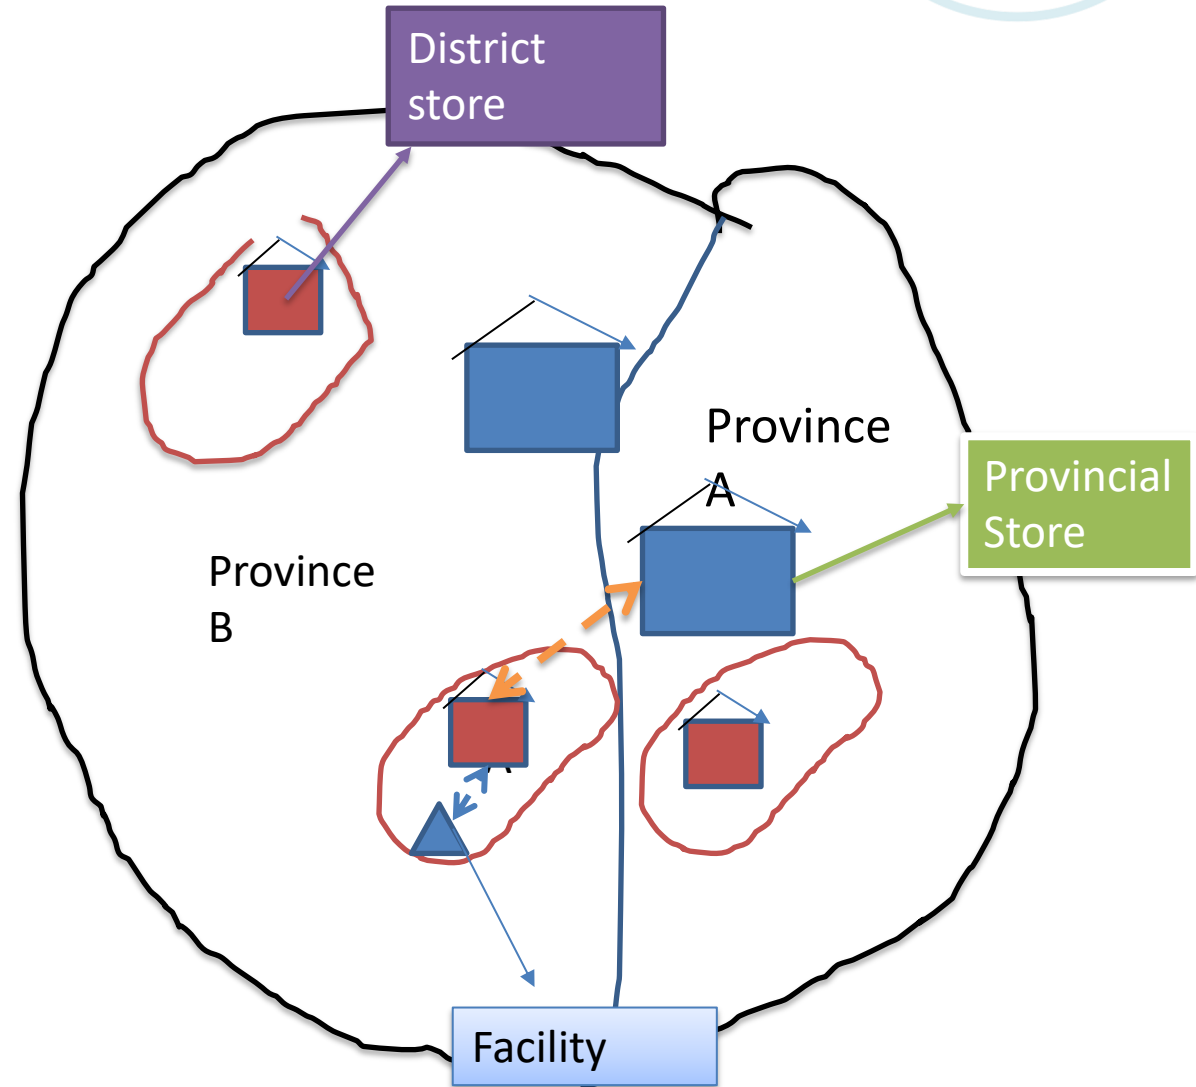 District
store
Province
A
Provincial
Store
Province
B
Facility